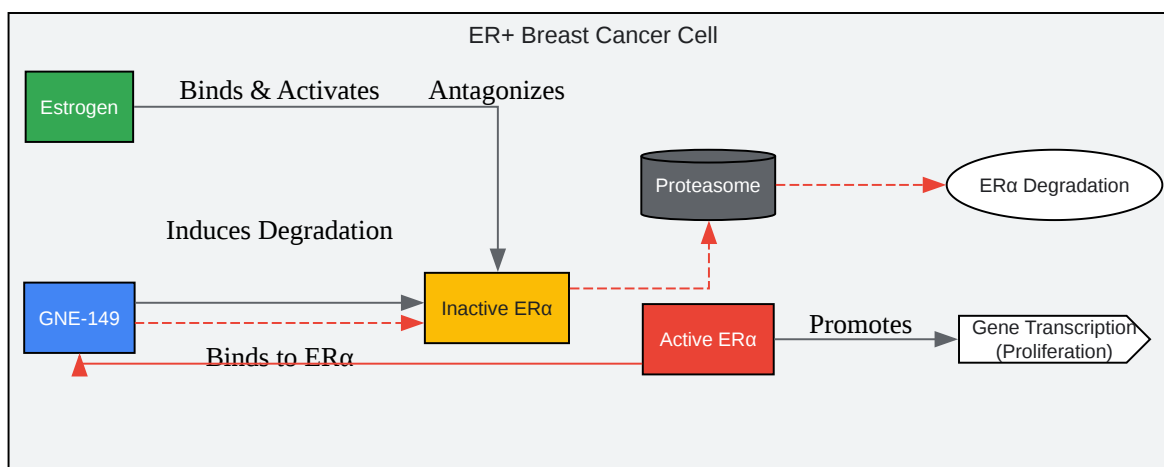 ER+ Breast Cancer Cell
Estrogen
Binds & Activates
Antagonizes
Proteasome
ERα Degradation
Induces Degradation
GNE-149
Inactive ERα
Binds to ERα
Active ERα
Promotes
Gene Transcription
(Proliferation)